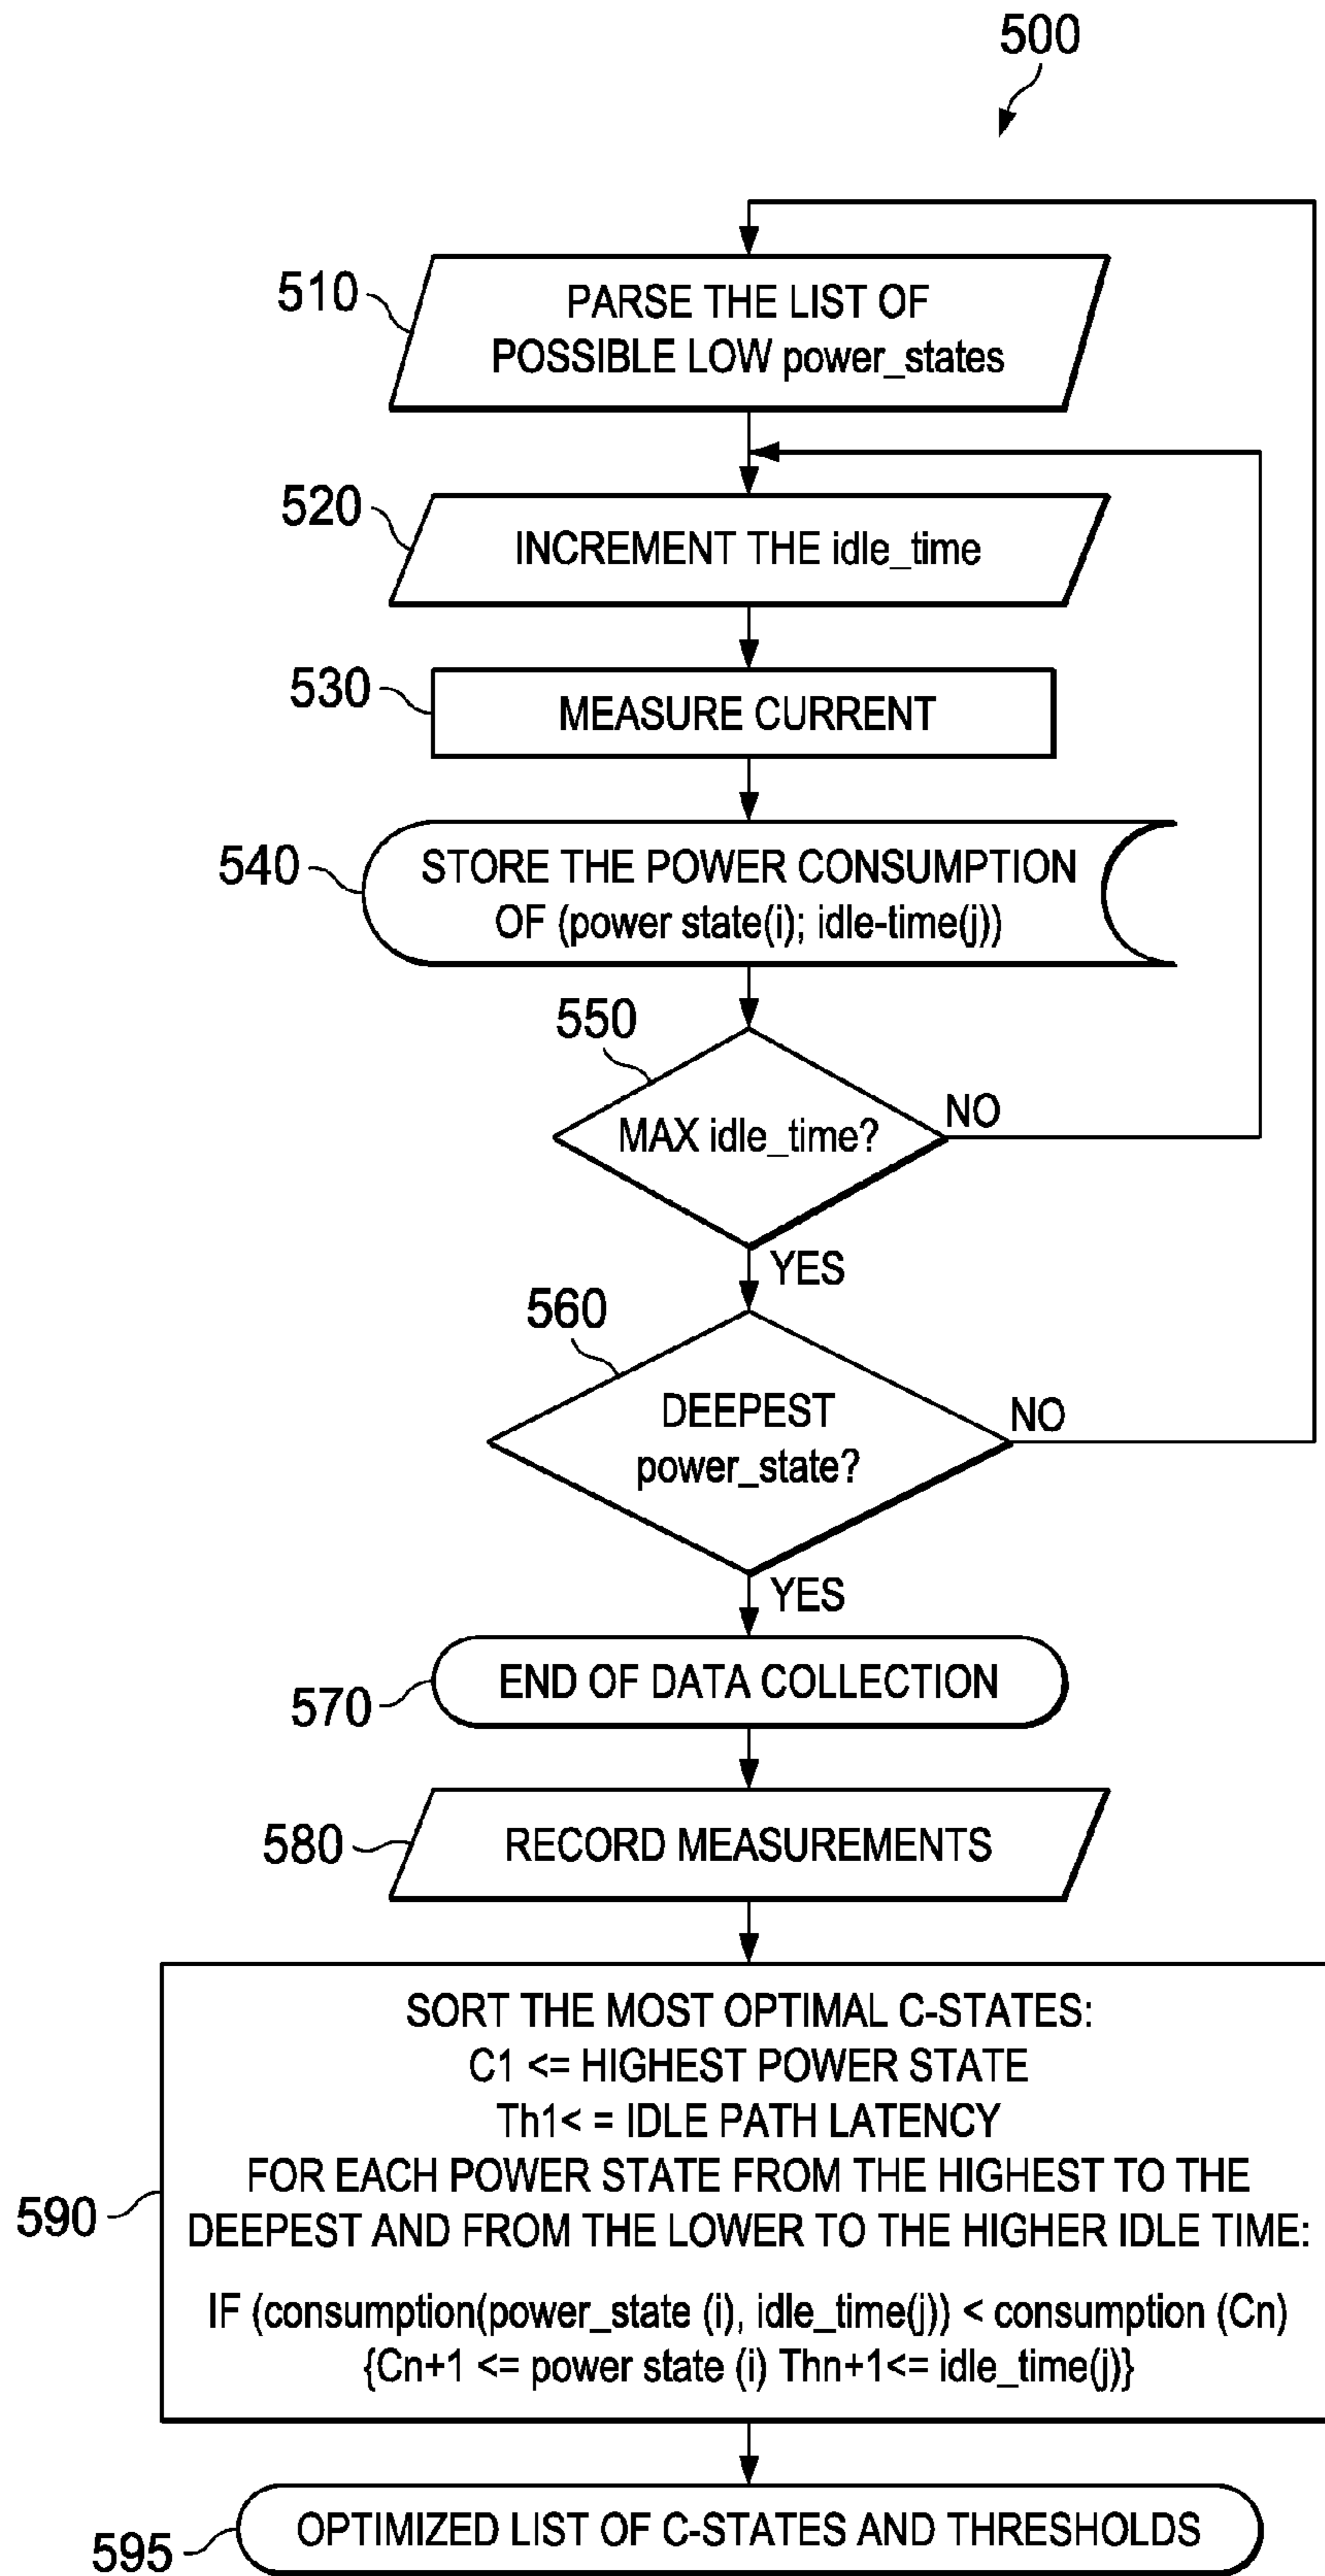 500
510
PARSE THE LIST OF
POSSIBLE LOW power_states
520
INCREMENT THE idle_time
530
MEASURE CURRENT
540
STORE THE POWER CONSUMPTION
OF (power state(i); idle-time(j))
550
MAX idle_time?
NO
YES
560
DEEPEST
power_state?
NO
YES
570
END OF DATA COLLECTION
580
RECORD MEASUREMENTS
590
SORT THE MOST OPTIMAL C-STATES:
C1 <= HIGHEST POWER STATE
Th1< = IDLE PATH LATENCY
FOR EACH POWER STATE FROM THE HIGHEST TO THE
DEEPEST AND FROM THE LOWER TO THE HIGHER IDLE TIME:
IF (consumption(power_state (i), idle_time(j)) < consumption (Cn)
{Cn+1 <= power state (i) Thn+1<= idle_time(j)}
595
OPTIMIZED LIST OF C-STATES AND THRESHOLDS